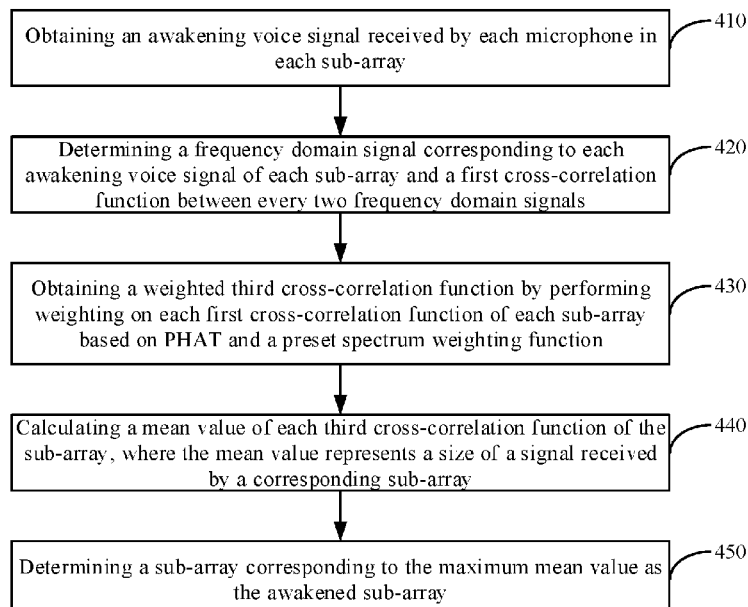 Obtaining an awakening voice signal received by each microphone in
each sub-array
410
Determining a frequency domain signal corresponding to each
awakening voice signal of each sub-array and a first cross-correlation
function between every two frequency domain signals
420
Obtaining a weighted third cross-correlation function by performing
weighting on each first cross-correlation function of each sub-array
based on PHAT and a preset spectrum weighting function
430
Calculating a mean value of each third cross-correlation function of the
sub-array, where the mean value represents a size of a signal received
by a corresponding sub-array
440
Determining a sub-array corresponding to the maximum mean value as
the awakened sub-array
450